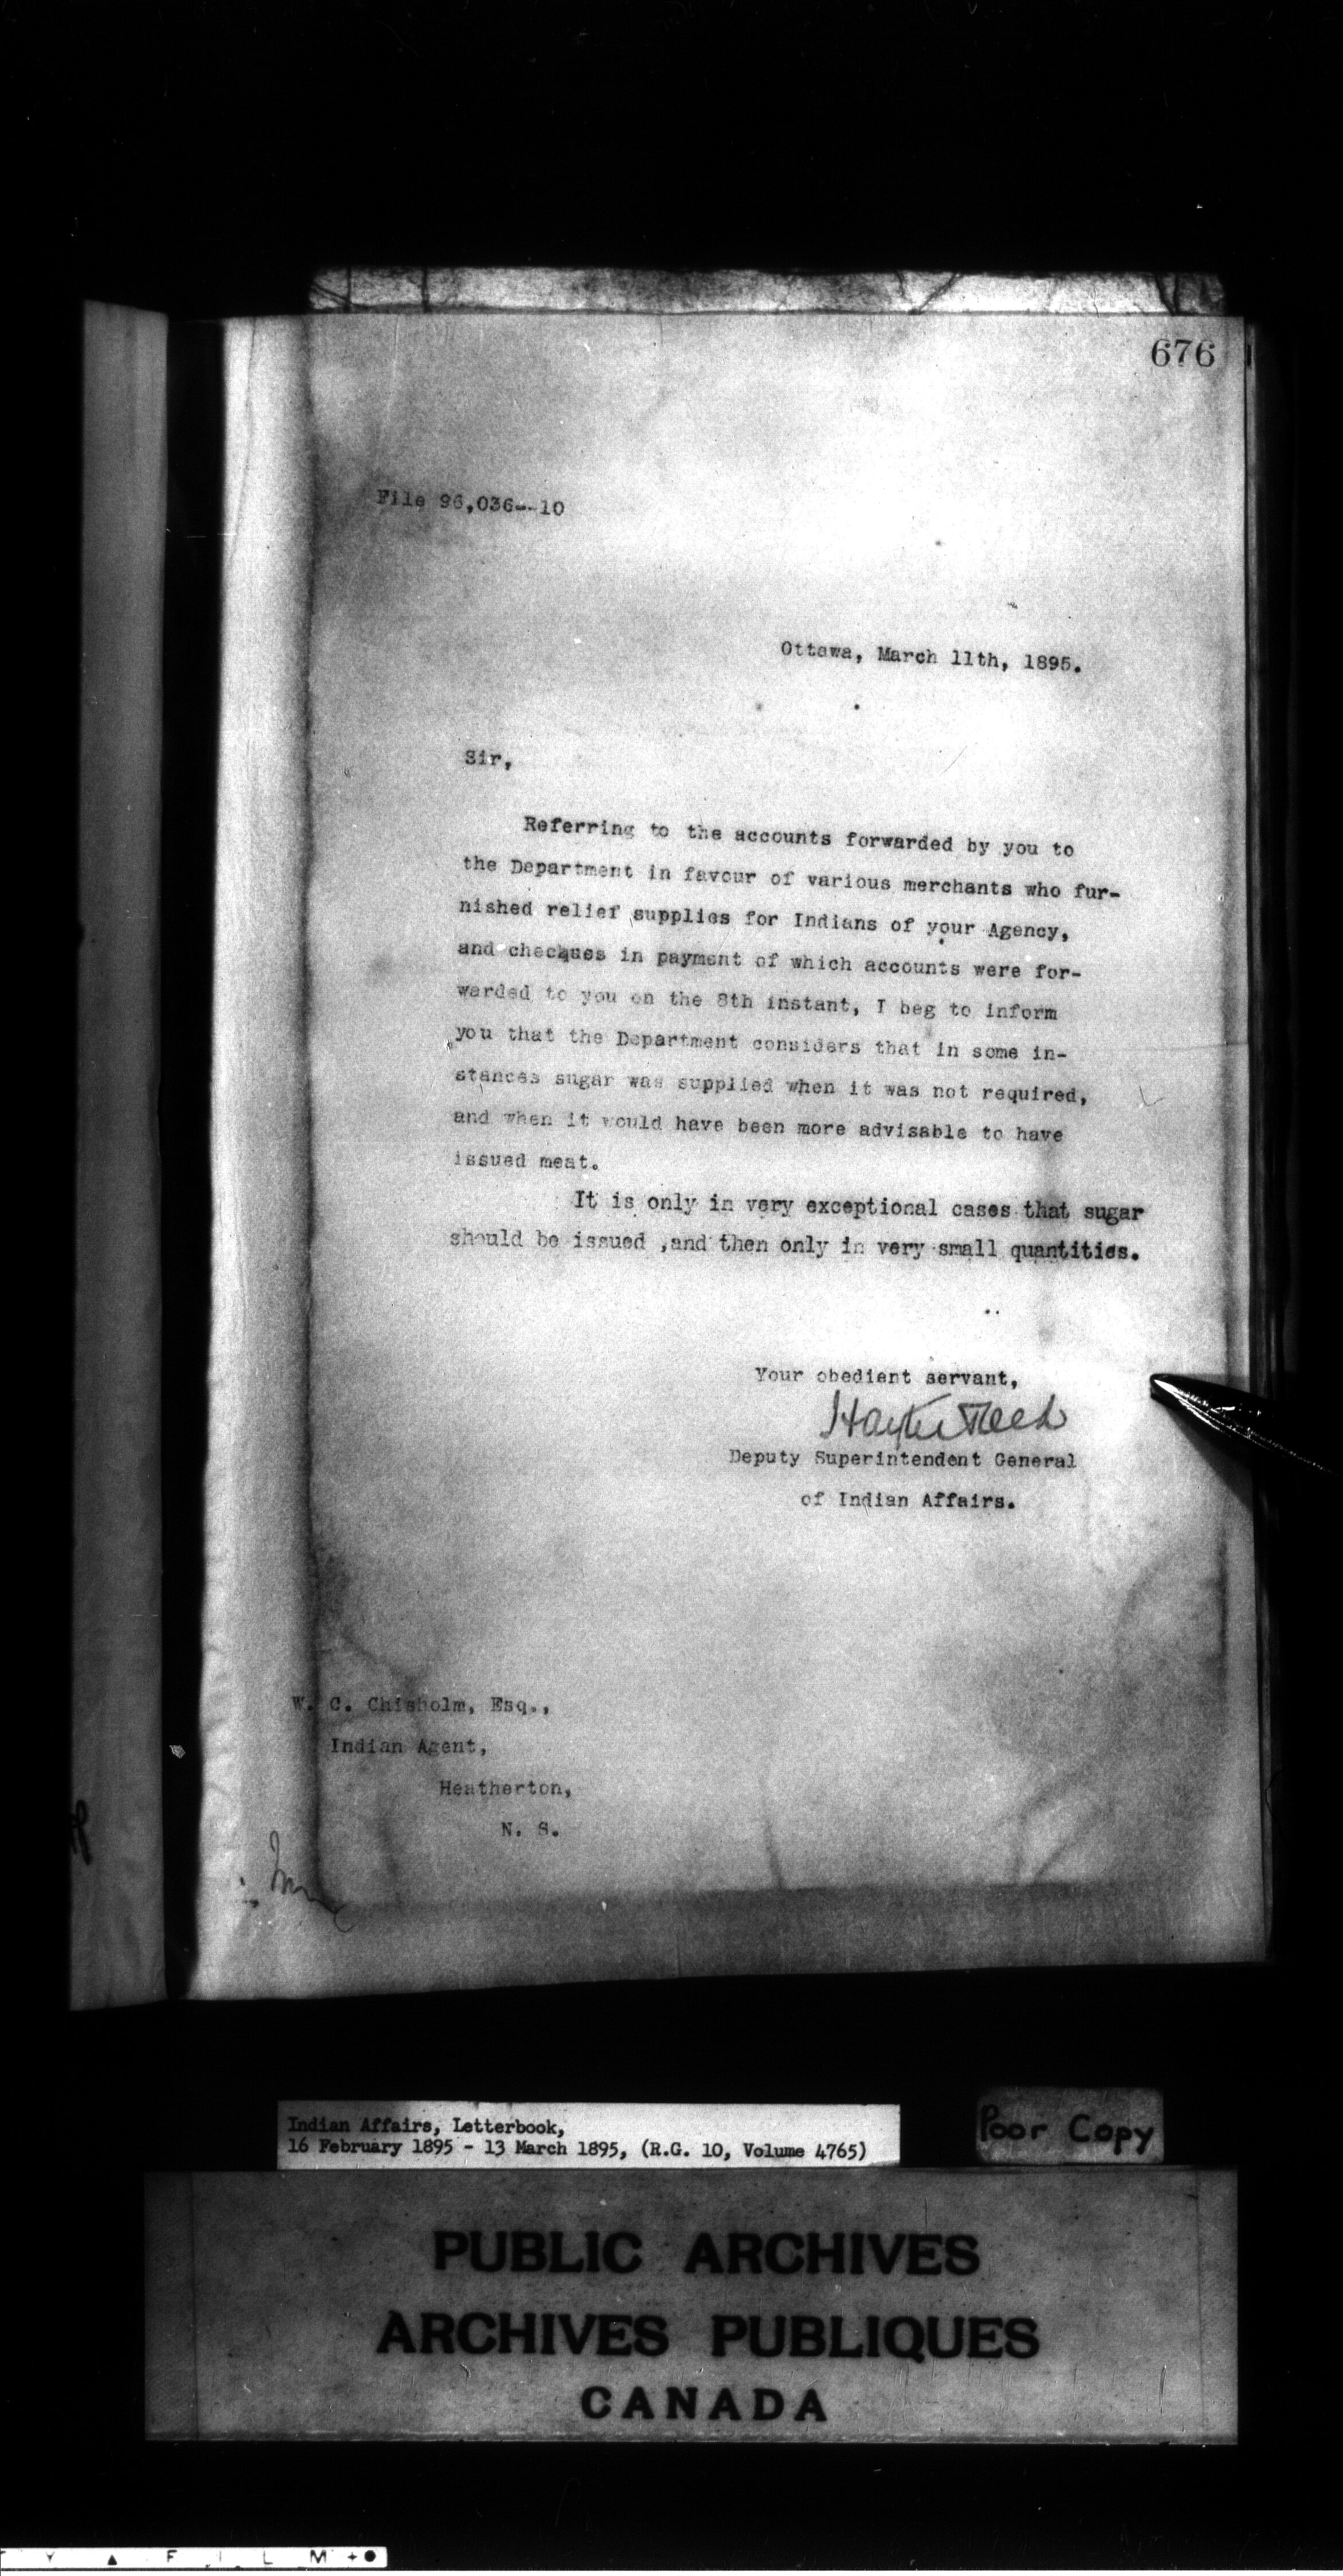 676
File 96,036--10
Ottawa, March 11th, 1895.
Sir,
Referring to the accounts forwarded by you to
the Department in favour of various merchants who fur-
nished relief supplies for Indians of your Agency,
and checques in payment of which accounts were for-
warded to you on the 8th instant, I beg to inform
you that the Department considers that in some in-
stances sugar was supplied when it was not required,
and when it would have been more advisable to have
issued meat.
It is only in very exceptional cases that sugar
should be issued ,and then only in very small quantities.
Your obedient servant,
Hayter Reed
Deputy Superintendent General
of Indian Affairs.
W. C. Chisholm, Esq.,
Indian Agent,
Heatherton,
N. S.
Indian Affairs, Letterbook,
16 February 1895 - 13 March 1895, (R.G. 10, Volume 4765)
Poor Copy
PUBLIC ARCHIVES
ARCHIVES PUBLIQUES
CANADA